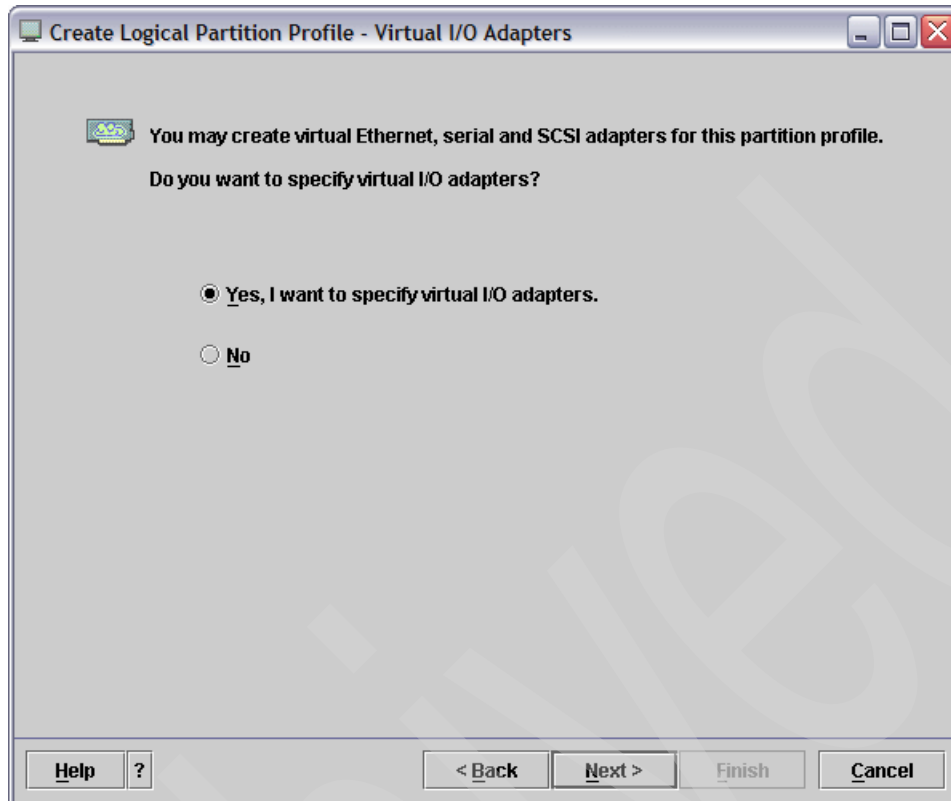 Create Logical Partition Profile - Virtual I/O Adapters
You may create virtual Ethernet, serial and SCSI adapters for this partition profile.
Do you want to specify virtual I/O adapters?
Yes, I want to specify virtual I/O adapters.
No
Help ? < Back Next > Finish Cancel